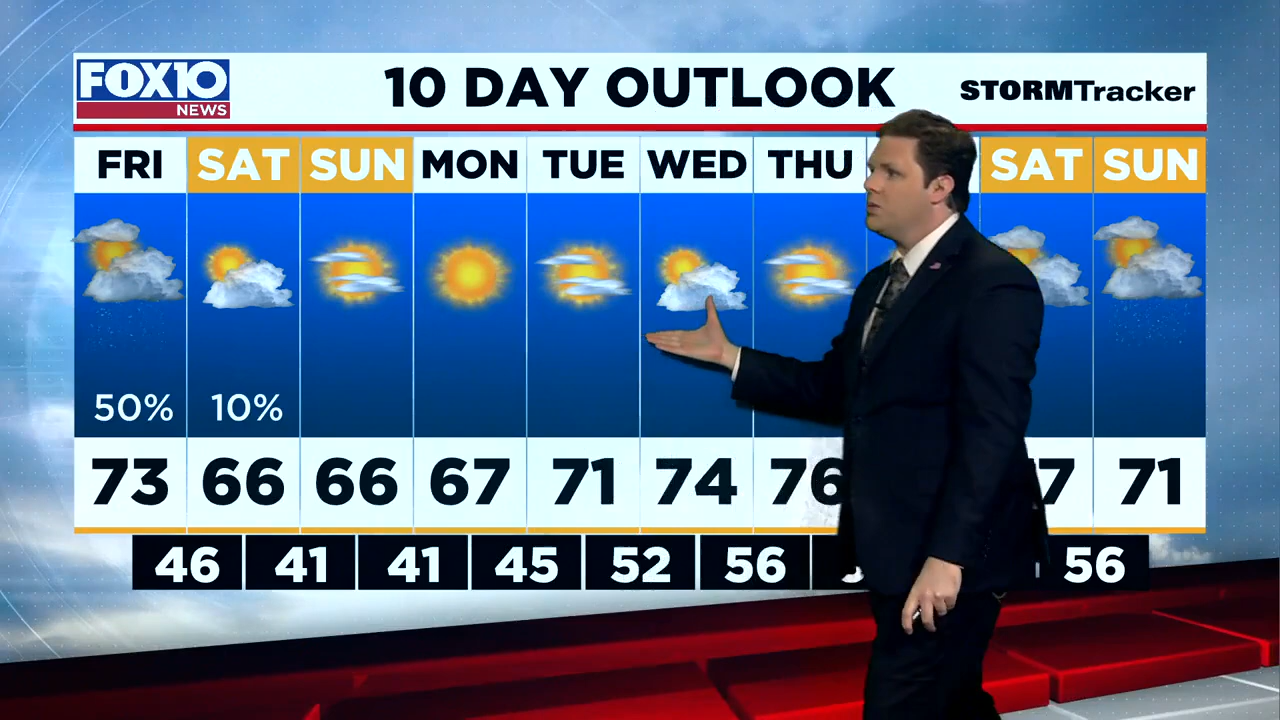 FOX10
NEWS
10 DAY OUTLOOK
STORMTracker
FRI SAT SUN MON TUE WED THU SAT SUN
50% 10%
73 66 66 67 71 74 76 71
46 41 41 45 52 56 56